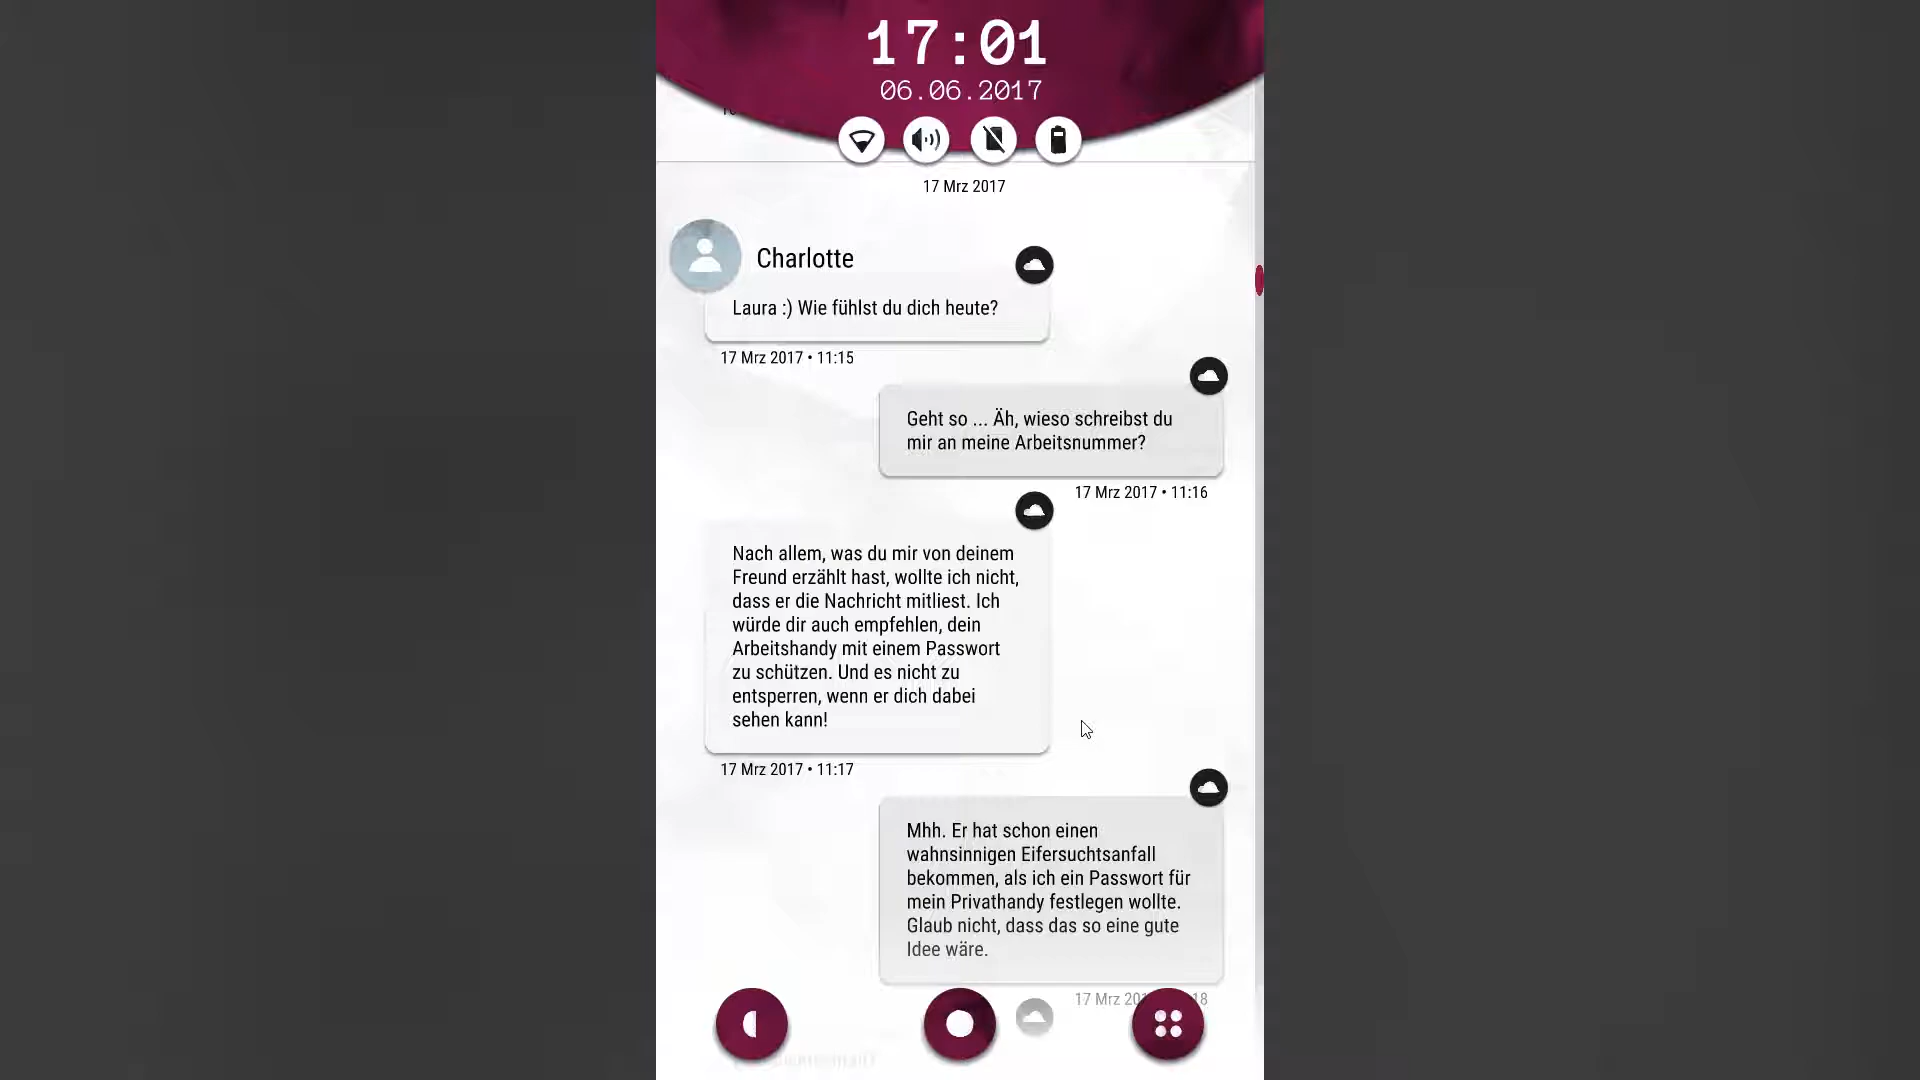 17:01
06.06.2017
17 Mrz 2017
Charlotte
Laura :) Wie fühlst du dich heute?
17 Mrz 2017 • 11:15
Geht so ... Äh, wieso schreibst du
mir an meine Arbeitsnummer?
17 Mrz 2017 • 11:16
Nach allem, was du mir von deinem
Freund erzählt hast, wollte ich nicht,
dass er die Nachricht mitliest. Ich
würde dir auch empfehlen, dein
Arbeitshandy mit einem Passwort
zu schützen. Und es nicht zu
entsperren, wenn er dich dabei
sehen kann!
17 Mrz 2017 • 11:17
Mhh. Er hat schon einen
wahnsinnigen Eifersuchtsanfall
bekommen, als ich ein Passwort für
mein Privathandy festlegen wollte.
Glaub nicht, dass das so eine gute
Idee wäre.
17 Mrz 18